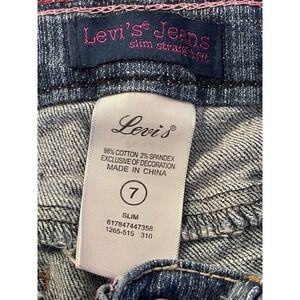 Levi's® Jeans
slim straight fit
Levi's®
98% COTTON 2% SPANDEX
EXCLUSIVE OF DECORATION
MADE IN CHINA
7
SLIM
617847447358
1265-515 310